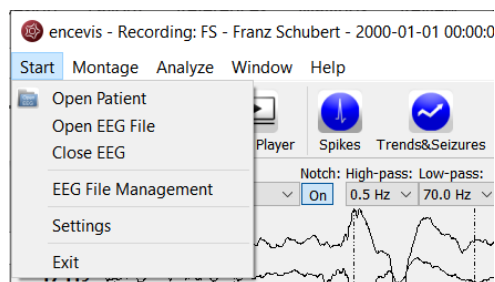 encevis - Recording: FS - Franz Schubert - 2000-01-01 00:00:0
Start Montage Analyze Window Help
Open Patient
Open EEG File
Close EEG
EEG File Management
Settings
Exit
Player Spikes Trends&Seizures
Notch: High-pass: Low-pass:
On 0.5 Hz 70.0 Hz